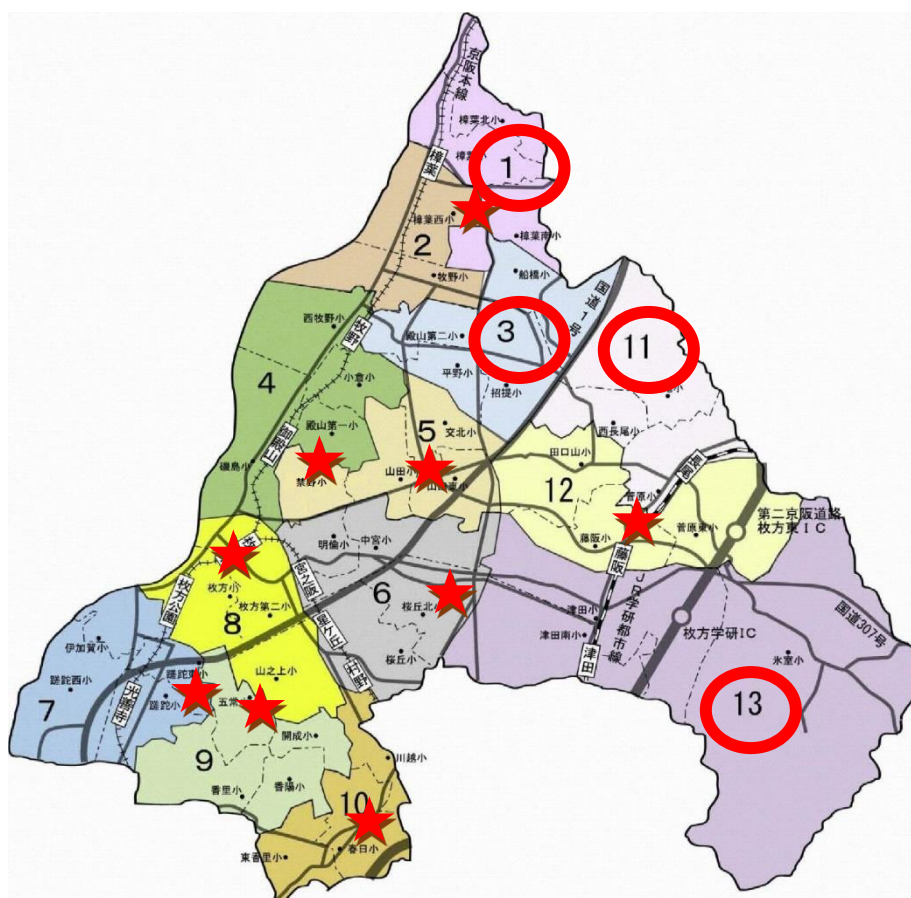 京阪本線
樟葉北小
樟葉
1
樟葉
樟葉西小
樟葉南小
2
船橋小
牧野小
国道1号
西牧野小
牧野
殿山第二小
3
11
平野小
小倉小
招提小
小
4
殿山第一小
5
交北小
西長尾小
御殿山
長尾
磯島小
禁野小
山田小
山田東小
田口山小
12
菅原小
第二京阪道路
枚方東IC
菅原東小
明倫小
中宮小
藤阪小
藤阪
枚
宮之阪
枚方公園
枚方小
枚方第二小
6
桜丘北小
星ケ丘
津田小
JR学研都市線
枚方学研IC
国道307号
8
津田南小
津田
伊加賀小
桜丘小
村野
氷室小
蹉跎東小
山之上小
蹉跎西小
7
光善寺
蹉跎小
五常
13
開成小
9
川越小
香里小
香陽小
10
春日小
東香里小